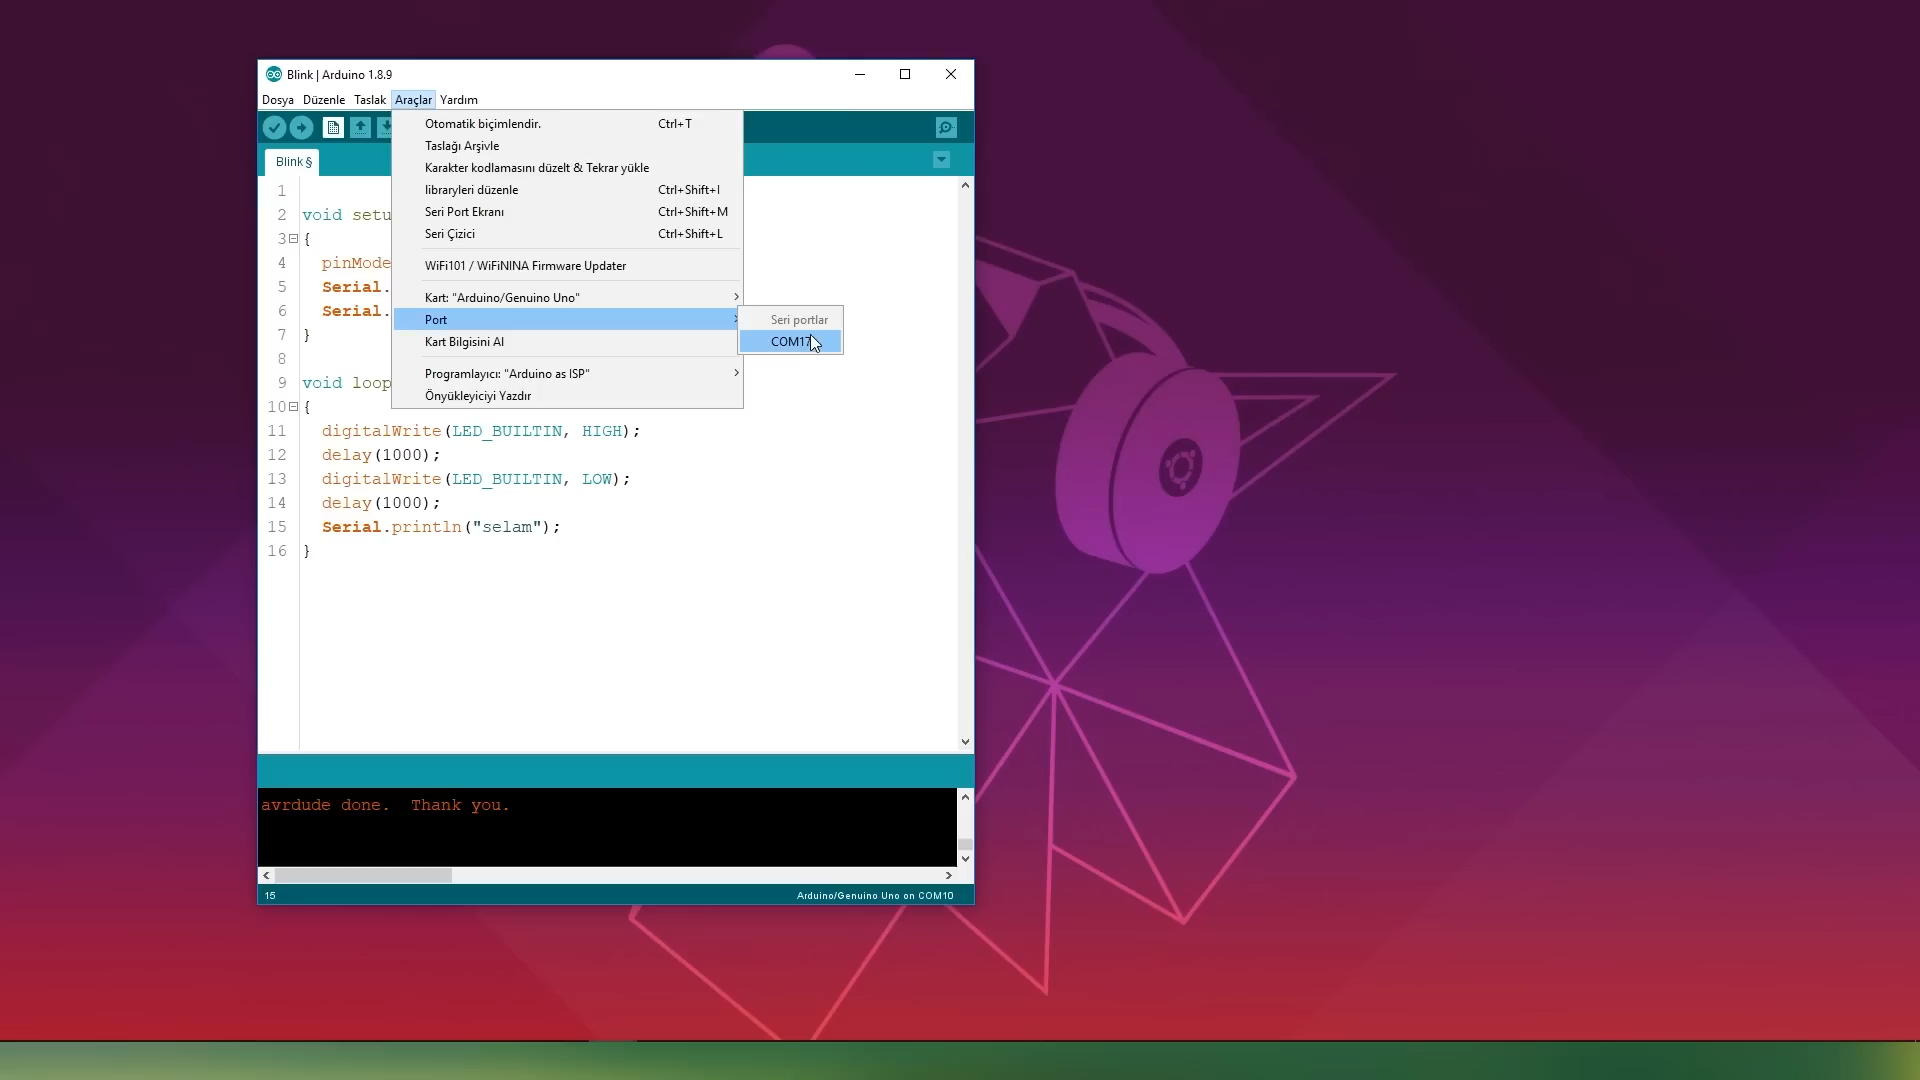 Blink | Arduino 1.8.9
Dosya Düzenle Taslak Araçlar Yardım
Blink §
Otomatik biçimlendir. Ctrl+T
Taslağı Arşivle
Karakter kodlamasını düzelt & Tekrar yükle
libraryleri düzenle Ctrl+Shift+I
Seri Port Ekranı Ctrl+Shift+M
Seri Çizici Ctrl+Shift+L
WiFi101 / WiFiNINA Firmware Updater
Kart: "Arduino/Genuino Uno"
Port
Kart Bilgisini Al
Programlayıcı: "Arduino as ISP"
Önyükleyiciyi Yazdır
Seri portlar
COM17
1
2 void setu
3 {
4 pinMode
5 Serial.
6 Serial.
7 }
8
9 void loop
10 {
11 digitalWrite(LED_BUILTIN, HIGH);
12 delay(1000);
13 digitalWrite(LED_BUILTIN, LOW);
14 delay(1000);
15 Serial.println("selam");
16 }
avrdude done.  Thank you.
15 Arduino/Genuino Uno on COM10